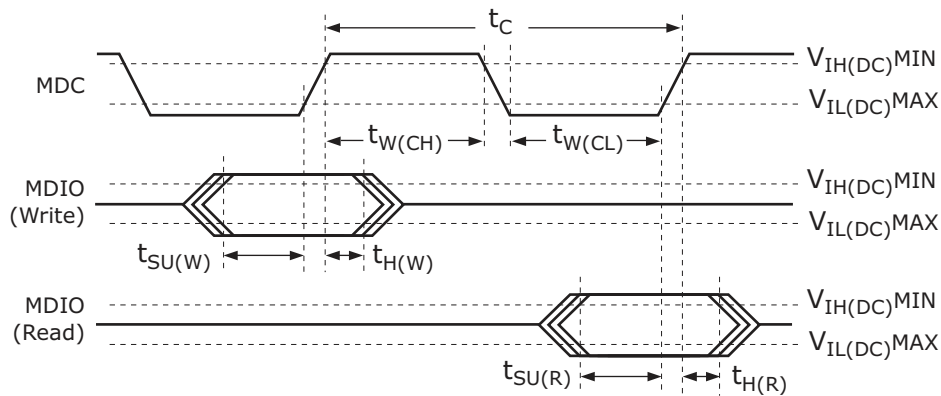 tC
MDC
VIH(DC)MIN
VIL(DC)MAX
tW(CH)
tW(CL)
MDIO
(Write)
VIH(DC)MIN
VIL(DC)MAX
tSU(W)
tH(W)
MDIO
(Read)
VIH(DC)MIN
VIL(DC)MAX
tSU(R)
tH(R)